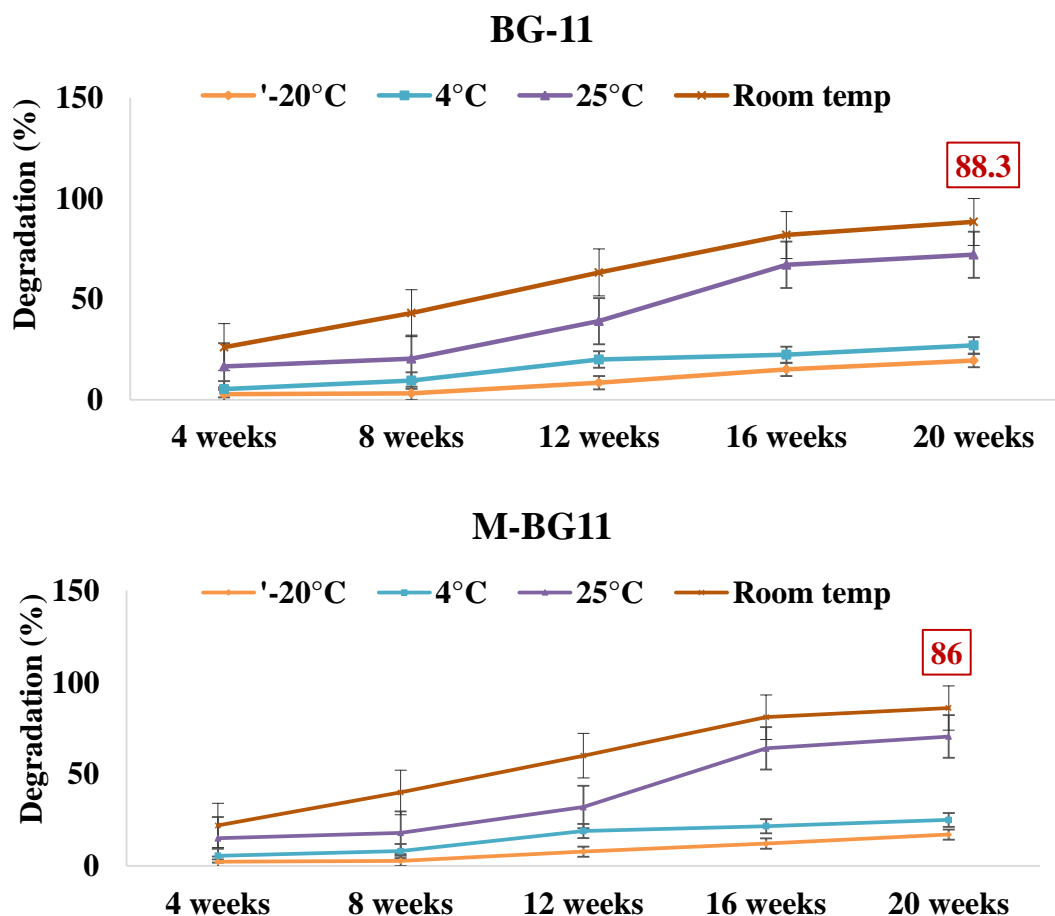 BG-11
'-20°C 4°C 25°C Room temp
Degradation (%)
150
100
50
0
88.3
4 weeks 8 weeks 12 weeks 16 weeks 20 weeks
M-BG11
'-20°C 4°C 25°C Room temp
Degradation (%)
150
100
50
0
86
4 weeks 8 weeks 12 weeks 16 weeks 20 weeks